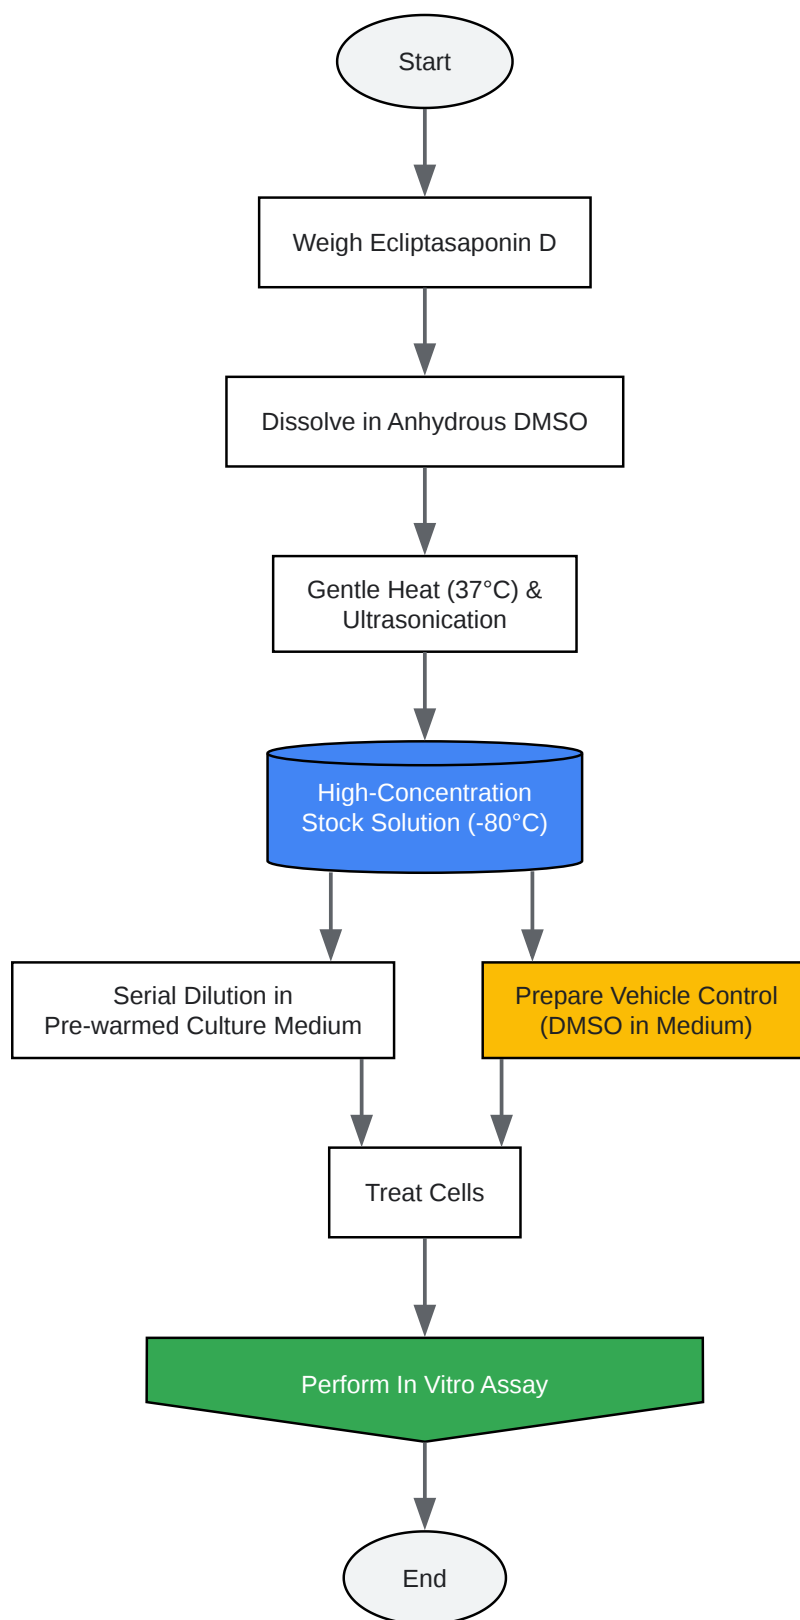 Start
Weigh Ecliptasaponin D
Dissolve in Anhydrous DMSO
Gentle Heat (37°C) &
Ultrasonication
High-Concentration
Stock Solution (-80°C)
Serial Dilution in
Pre-warmed Culture Medium
Prepare Vehicle Control
(DMSO in Medium)
Treat Cells
Perform In Vitro Assay
End